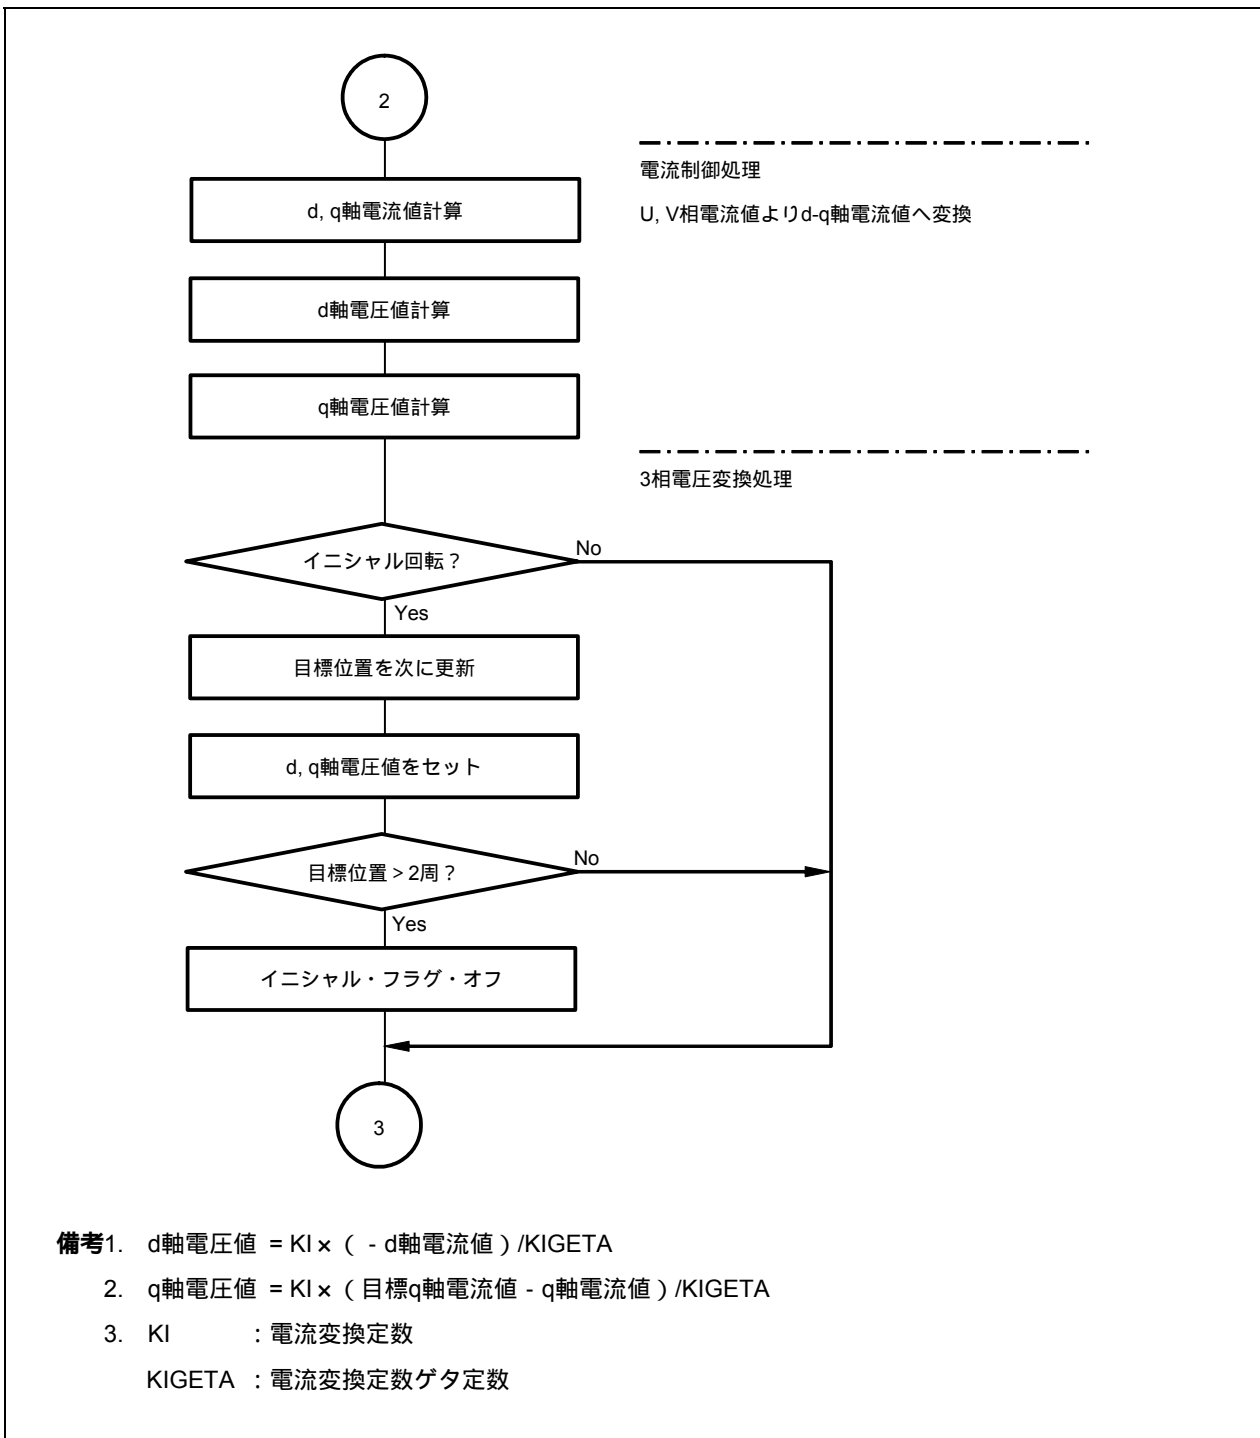 2
電流制御処理
d, q軸電流値計算
U, V相電流値よりd-q軸電流値へ変換
d軸電圧値計算
q軸電圧値計算
3相電圧変換処理
イニシャル回転？
No
Yes
目標位置を次に更新
d, q軸電圧値をセット
目標位置＞2周？
No
Yes
イニシャル・フラグ・オフ
3
備考1. d軸電圧値 = KI×（ - d軸電流値）/KIGETA
2. q軸電圧値 = KI×（目標q軸電流値 - q軸電流値）/KIGETA
3. KI ：電流変換定数
KIGETA ：電流変換定数ゲタ定数